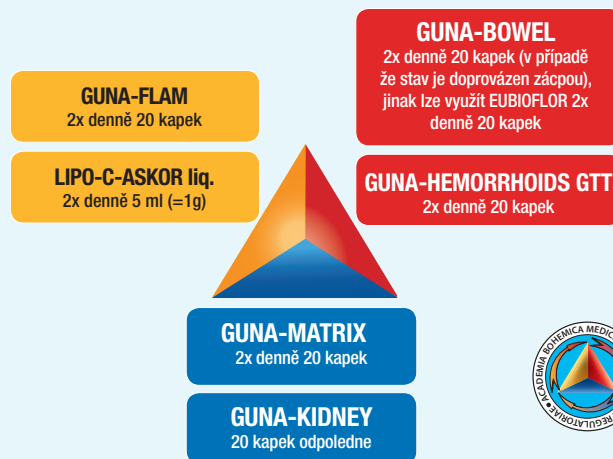 GUNA-BOWEL
2x denně 20 kapek (v případě
že stav je doprovázen zácpou),
jinak lze využít EUBIOFLOR 2x
denně 20 kapek
GUNA-FLAM
2x denně 20 kapek
LIPO-C-ASKOR liq.
2x denně 5 ml (=1g)
GUNA-HEMORRHOIDS GTT
2x denně 20 kapek
GUNA-MATRIX
2x denně 20 kapek
GUNA-KIDNEY
20 kapek odpoledne
ACADEMIA BOHEMICA
REGULATORIAE